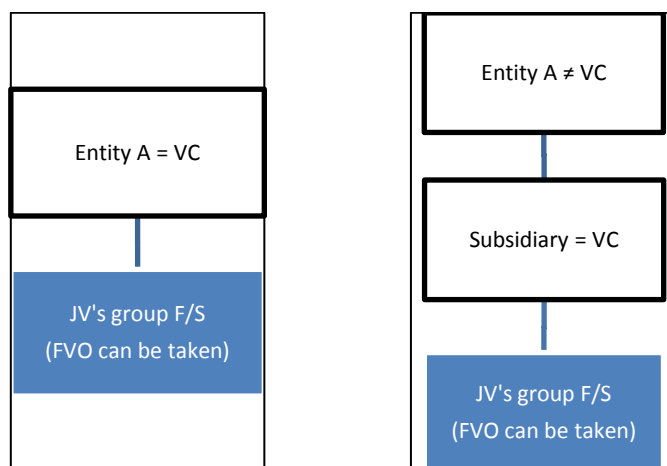 Entity A = VC
JV's group F/S
(FVO can be taken)
Entity A ≠ VC
Subsidiary = VC
JV's group F/S
(FVO can be taken)